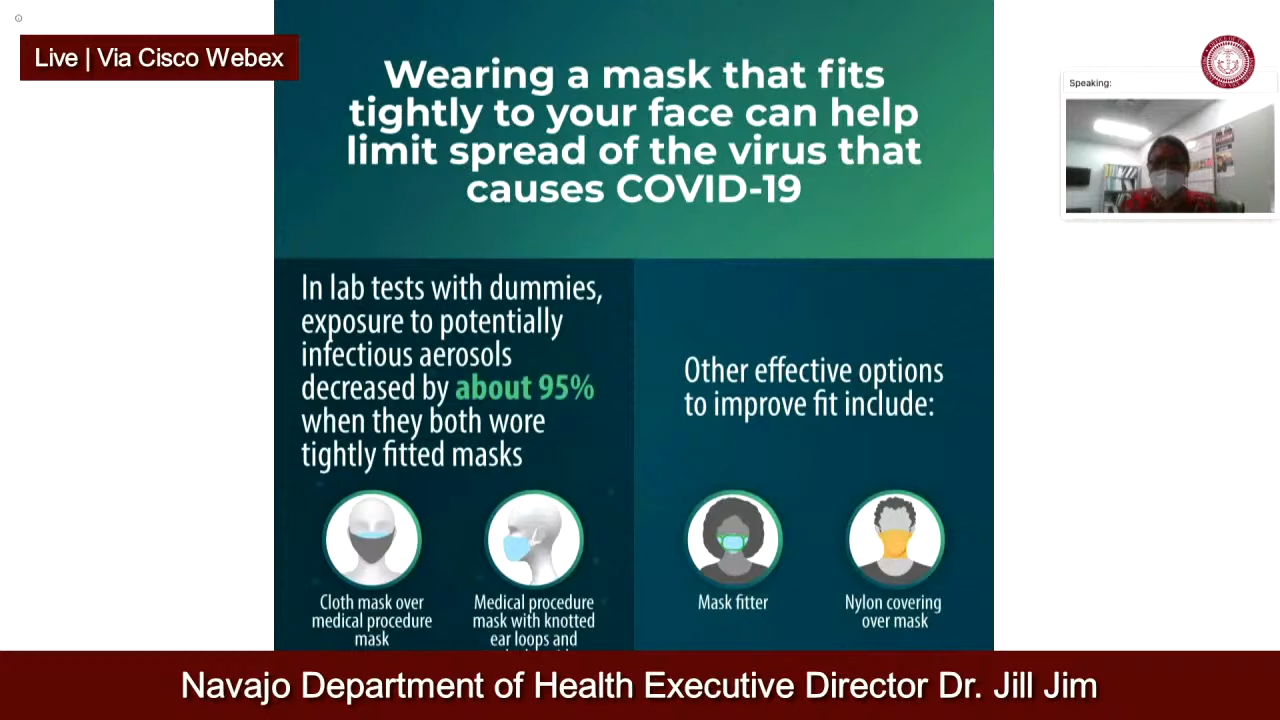 Live | Via Cisco Webex
Wearing a mask that fits
tightly to your face can help
limit spread of the virus that
causes COVID-19
Speaking:
In lab tests with dummies,
exposure to potentially
infectious aerosols
decreased by about 95%
when they both wore
tightly fitted masks
Other effective options
to improve fit include:
Cloth mask over
medical procedure
mask
Medical procedure
mask with knotted
ear loops and
Mask fitter
Nylon covering
over mask
Navajo Department of Health Executive Director Dr. Jill Jim